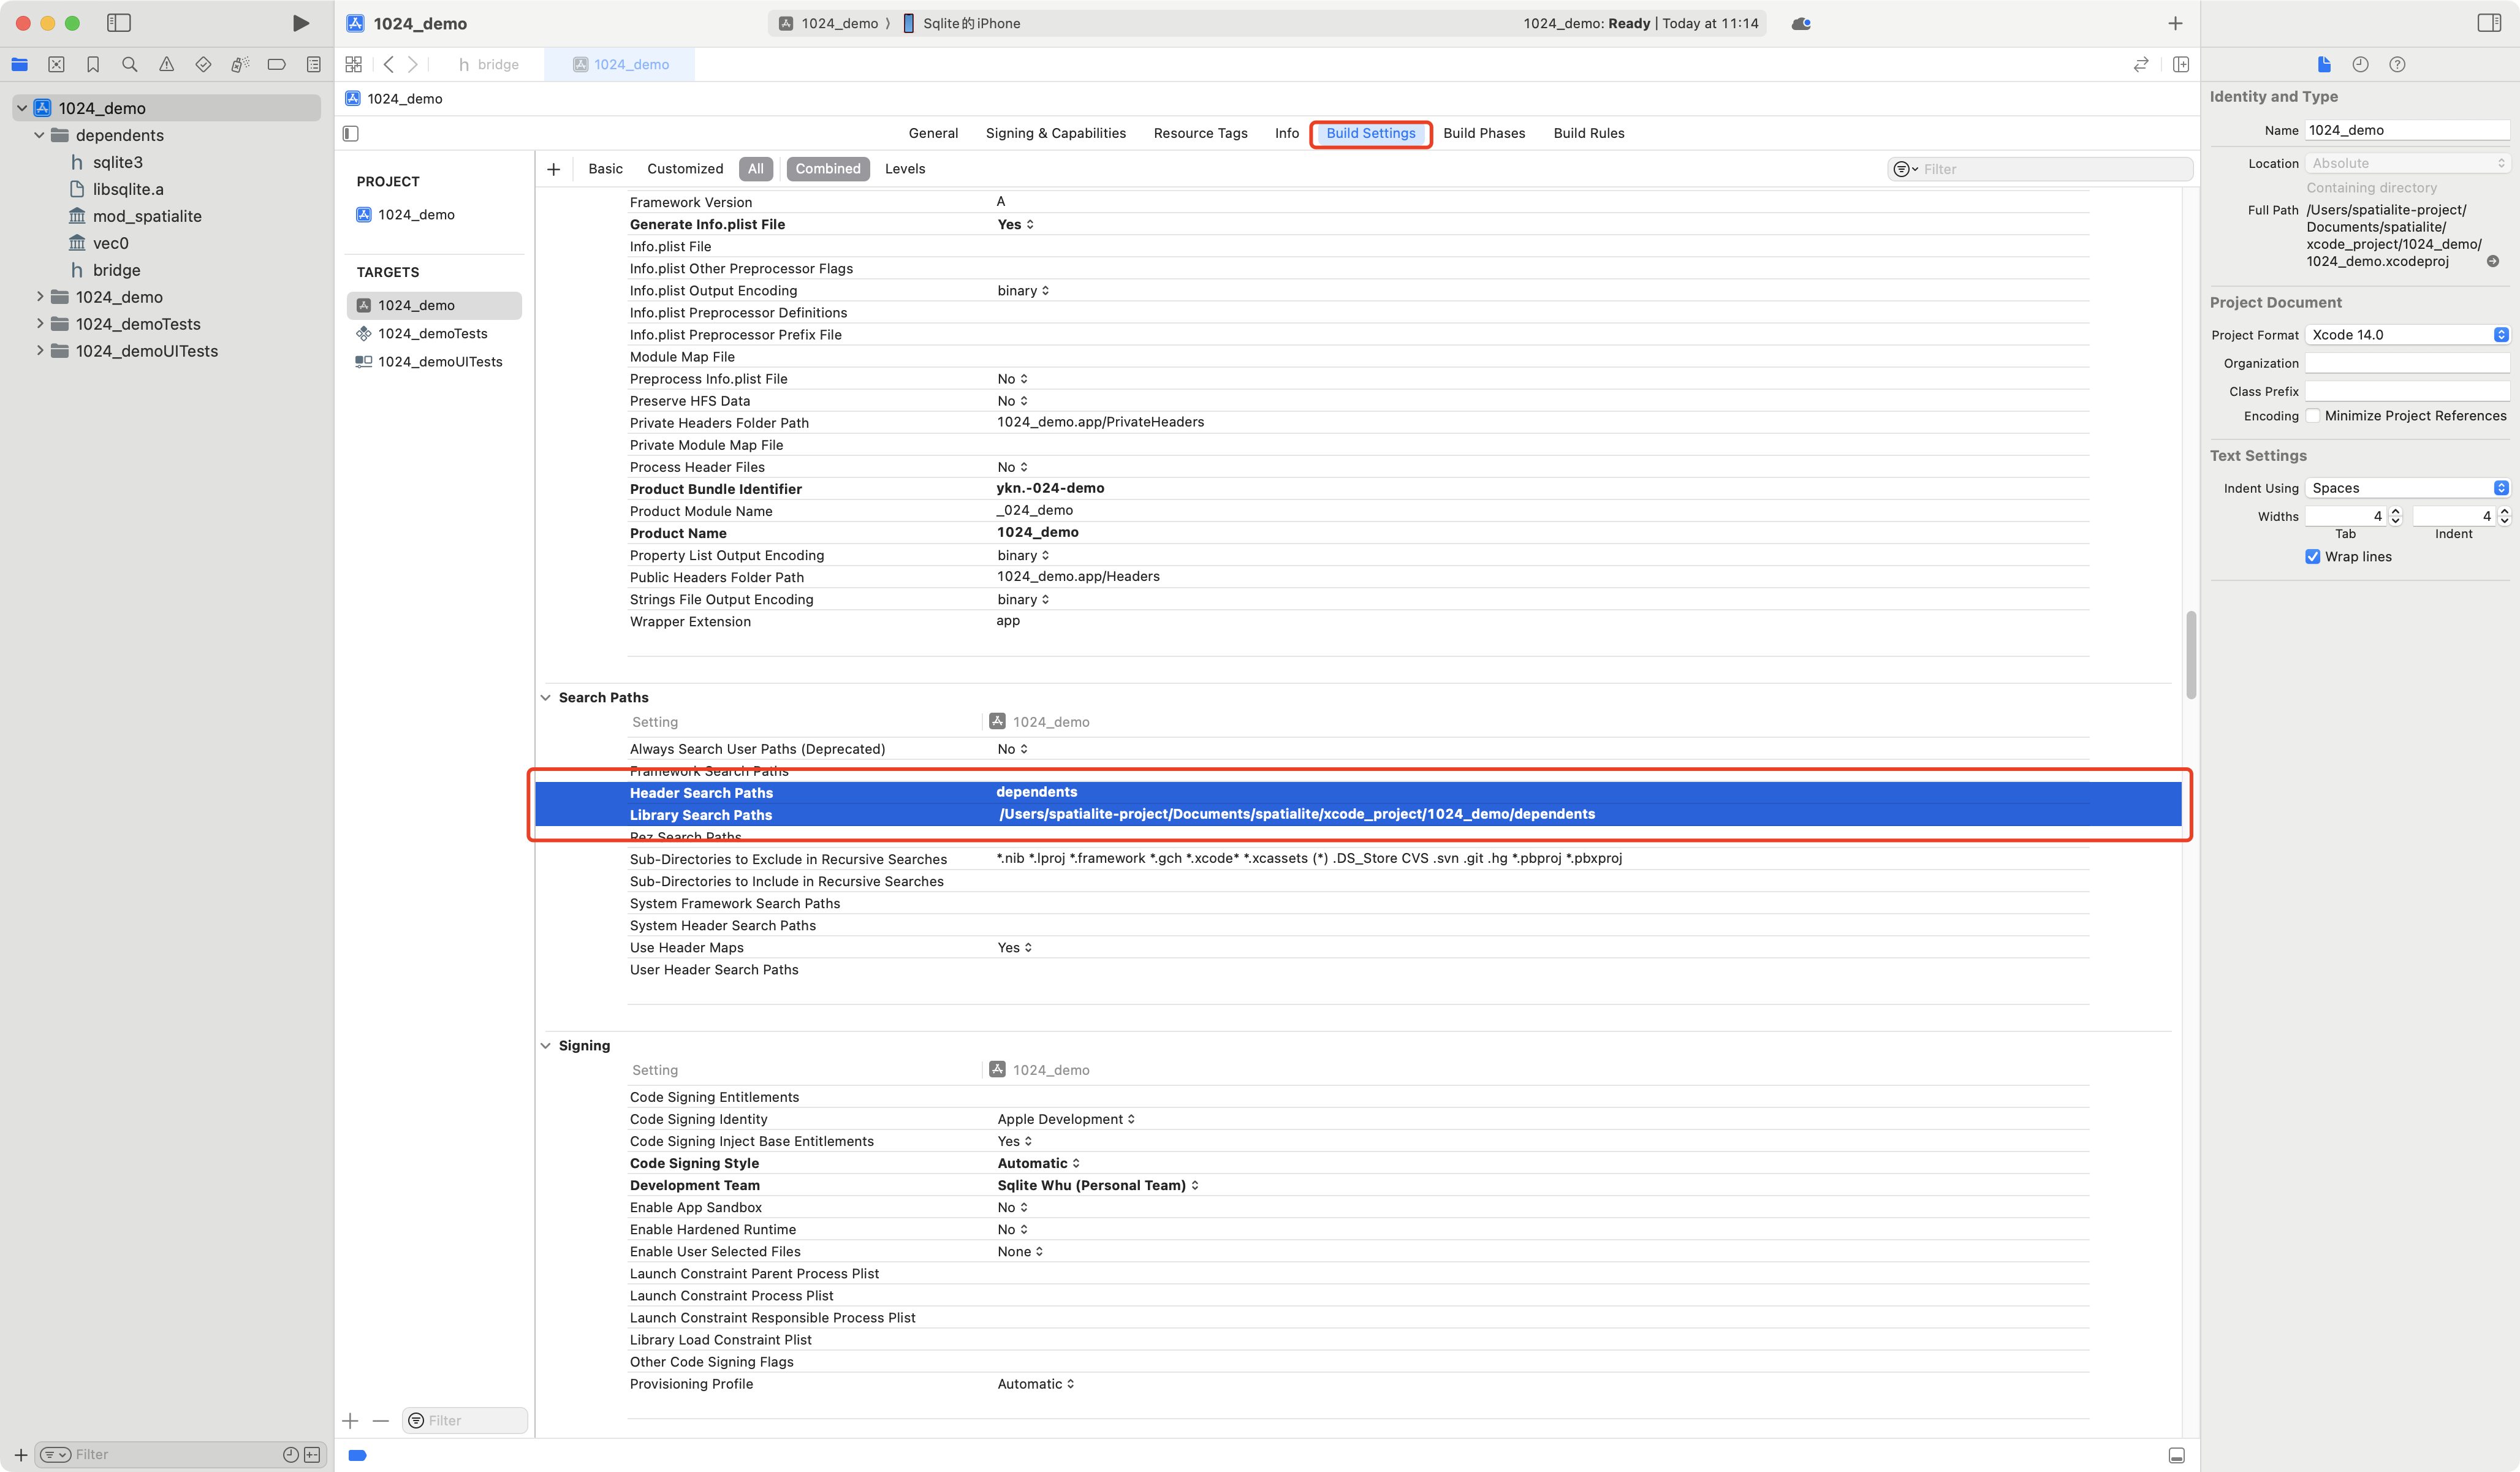 1024_demo
1024_demo 〉 Sqlite的iPhone
1024_demo: Ready | Today at 11:14
1024_demo
dependents
sqlite3
libsqlite.a
mod_spatialite
vec0
bridge
1024_demo
1024_demoTests
1024_demoUITests
Filter
bridge
1024_demo
1024_demo
General
Signing & Capabilities
Resource Tags
Info
Build Settings
Build Phases
Build Rules
PROJECT
1024_demo
TARGETS
1024_demo
1024_demoTests
1024_demoUITests
Filter
Basic
Customized
All
Combined
Levels
Filter
Framework Version A
Generate Info.plist File Yes
Info.plist File
Info.plist Other Preprocessor Flags
Info.plist Output Encoding binary
Info.plist Preprocessor Definitions
Info.plist Preprocessor Prefix File
Module Map File
Preprocess Info.plist File No
Preserve HFS Data No
Private Headers Folder Path 1024_demo.app/PrivateHeaders
Private Module Map File
Process Header Files No
Product Bundle Identifier ykn.-024-demo
Product Module Name _024_demo
Product Name 1024_demo
Property List Output Encoding binary
Public Headers Folder Path 1024_demo.app/Headers
Strings File Output Encoding binary
Wrapper Extension app
Search Paths
Setting 1024_demo
Always Search User Paths (Deprecated) No
Framework Search Paths
Header Search Paths dependents
Library Search Paths /Users/spatialite-project/Documents/spatialite/xcode_project/1024_demo/dependents
Rez Search Paths
Sub-Directories to Exclude in Recursive Searches *.nib *.lproj *.framework *.gch *.xcode* *.xcassets (*) .DS_Store CVS .svn .git .hg *.pbproj *.pbxproj
Sub-Directories to Include in Recursive Searches
System Framework Search Paths
System Header Search Paths
Use Header Maps Yes
User Header Search Paths
Signing
Setting 1024_demo
Code Signing Entitlements
Code Signing Identity Apple Development
Code Signing Inject Base Entitlements Yes
Code Signing Style Automatic
Development Team Sqlite Whu (Personal Team)
Enable App Sandbox No
Enable Hardened Runtime No
Enable User Selected Files None
Launch Constraint Parent Process Plist
Launch Constraint Process Plist
Launch Constraint Responsible Process Plist
Library Load Constraint Plist
Other Code Signing Flags
Provisioning Profile Automatic
Identity and Type
Name 1024_demo
Location Absolute
Containing directory
Full Path /Users/spatialite-project/
Documents/spatialite/
xcode_project/1024_demo/
1024_demo.xcodeproj
Project Document
Project Format Xcode 14.0
Organization
Class Prefix
Encoding Minimize Project References
Text Settings
Indent Using Spaces
Widths 4 4
Tab Indent
Wrap lines